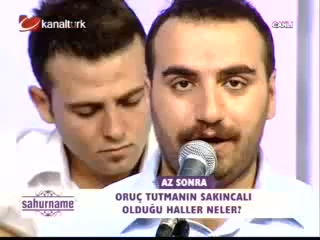 kanaltürk
CANLI
AZ SONRA
sahurname
ORUÇ TUTMANIN SAKINCALI
OLDUĞU HALLER NELER?